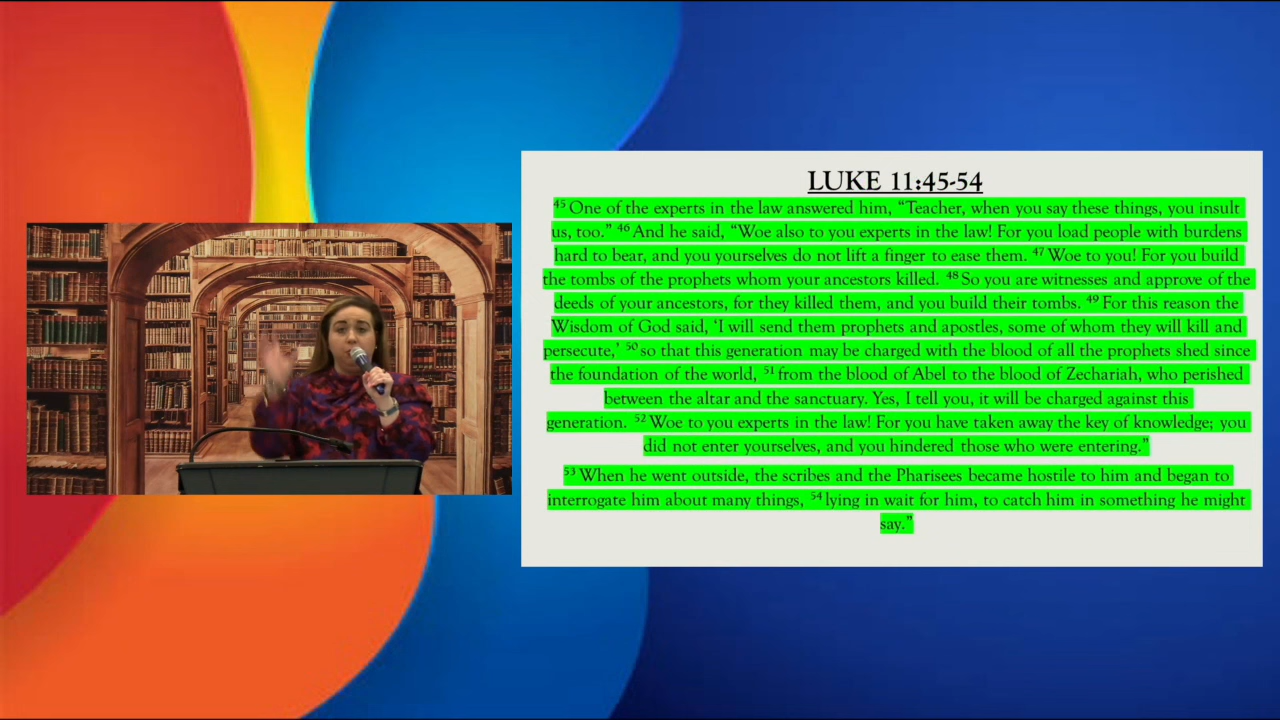 LUKE 11:45-54
45 One of the experts in the law answered him, “Teacher, when you say these things, you insult
us, too.” 46 And he said, “Woe also to you experts in the law! For you load people with burdens
hard to bear, and you yourselves do not lift a finger to ease them. 47 Woe to you! For you build
the tombs of the prophets whom your ancestors killed. 48 So you are witnesses and approve of the
deeds of your ancestors, for they killed them, and you build their tombs. 49 For this reason the
Wisdom of God said, ‘I will send them prophets and apostles, some of whom they will kill and
persecute,’ 50 so that this generation may be charged with the blood of all the prophets shed since
the foundation of the world, 51 from the blood of Abel to the blood of Zechariah, who perished
between the altar and the sanctuary. Yes, I tell you, it will be charged against this
generation. 52 Woe to you experts in the law! For you have taken away the key of knowledge; you
did not enter yourselves, and you hindered those who were entering.”
53 When he went outside, the scribes and the Pharisees became hostile to him and began to
interrogate him about many things, 54 lying in wait for him, to catch him in something he might
say.”